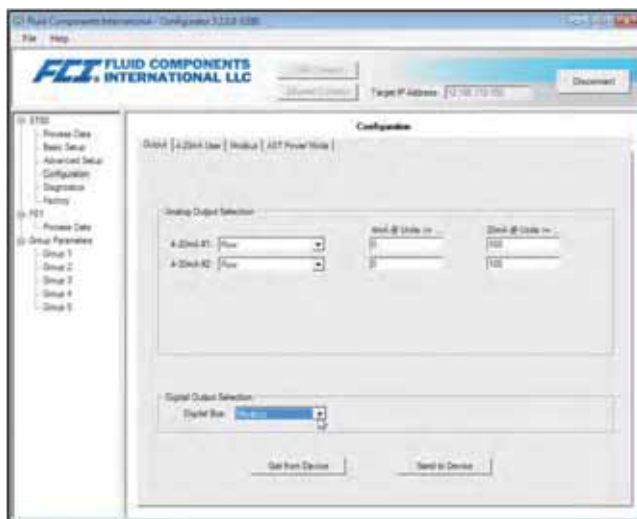 Fluid Components International - Configurator
File Help
FCI. FLUID COMPONENTS
INTERNATIONAL LLC
Target IP Address:
Disconnect
Process Data
Basic Setup
Advanced Setup
Configuration
Diagnostics
Factory
Process Data
Group Parameters
Group 1
Group 2
Group 3
Group 4
Group 5
Configuration
Output 4-20mA User Modbus AST Power Mode
Analog Output Selection
4mA @ Units >=
20mA @ Units >=
4-20mA #1: Flow 0 100
4-20mA #2: Flow 0 100
Digital Output Selection
Digital Bus: Modbus
Get from Device Send to Device